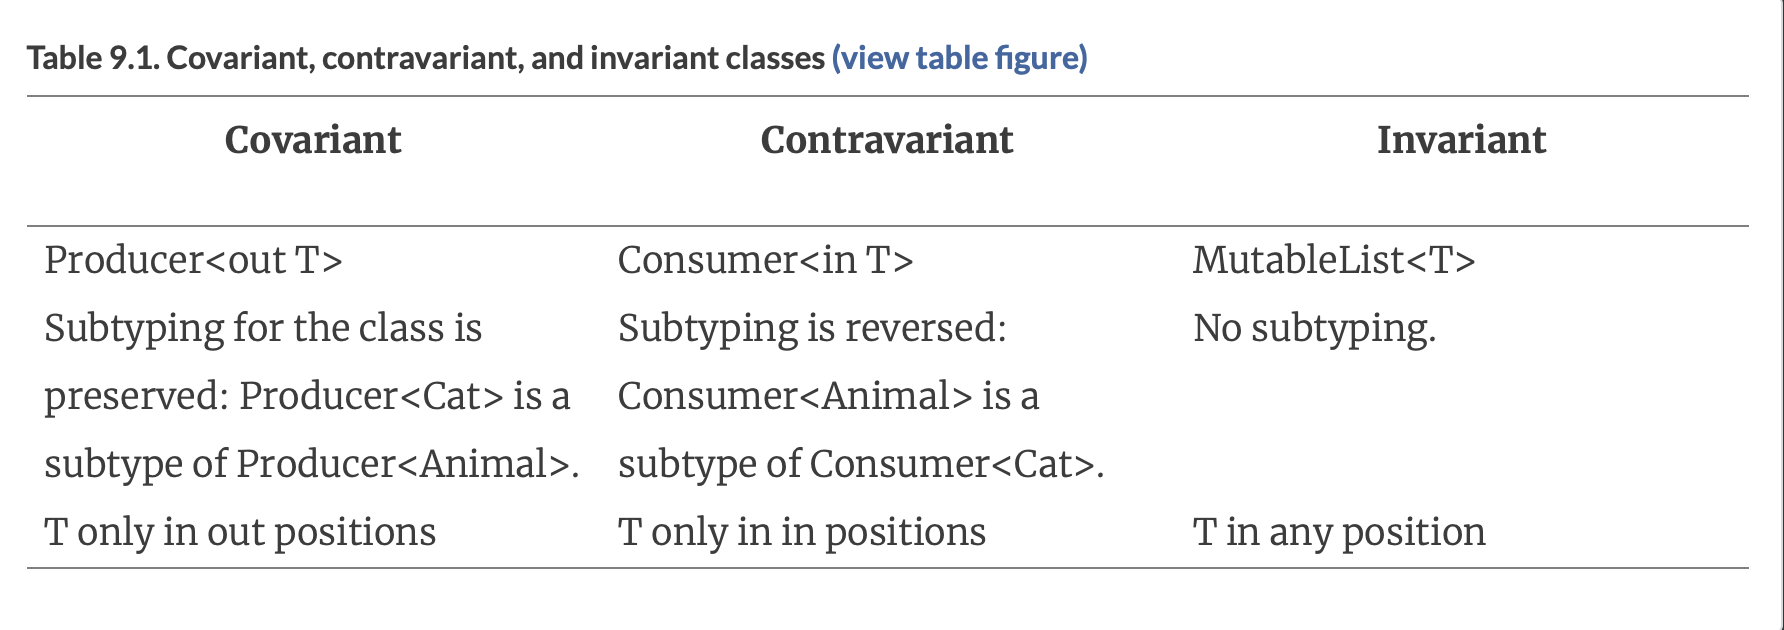 Table 9.1. Covariant, contravariant, and invariant classes (view table figure)
Covariant Contravariant Invariant
Producer<out T> Consumer<in T> MutableList<T>
Subtyping for the class is Subtyping is reversed: No subtyping.
preserved: Producer<Cat> is a Consumer<Animal> is a
subtype of Producer<Animal>. subtype of Consumer<Cat>.
T only in out positions T only in in positions T in any position